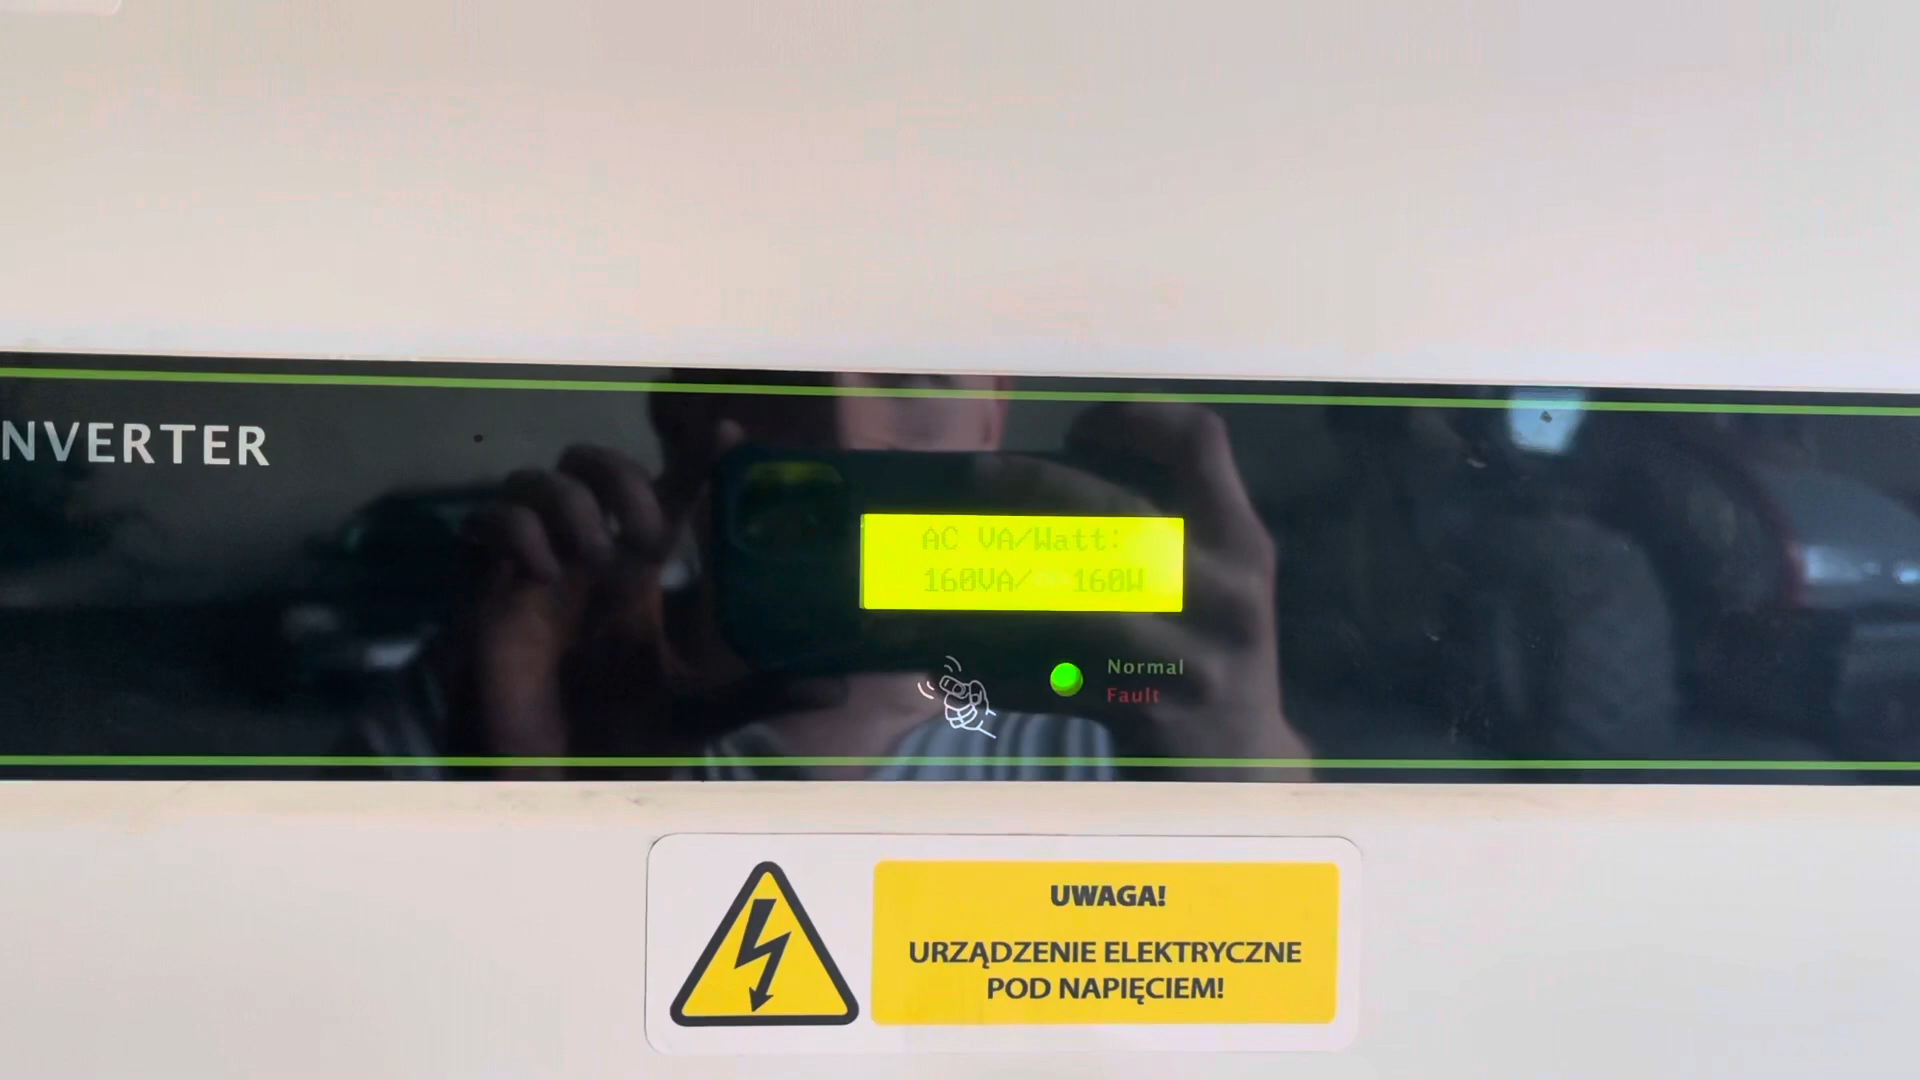 NVERTER
AC VA/Watt:
160VA/ 160W
Normal
Fault
UWAGA!
URZĄDZENIE ELEKTRYCZNE
POD NAPIĘCIEM!